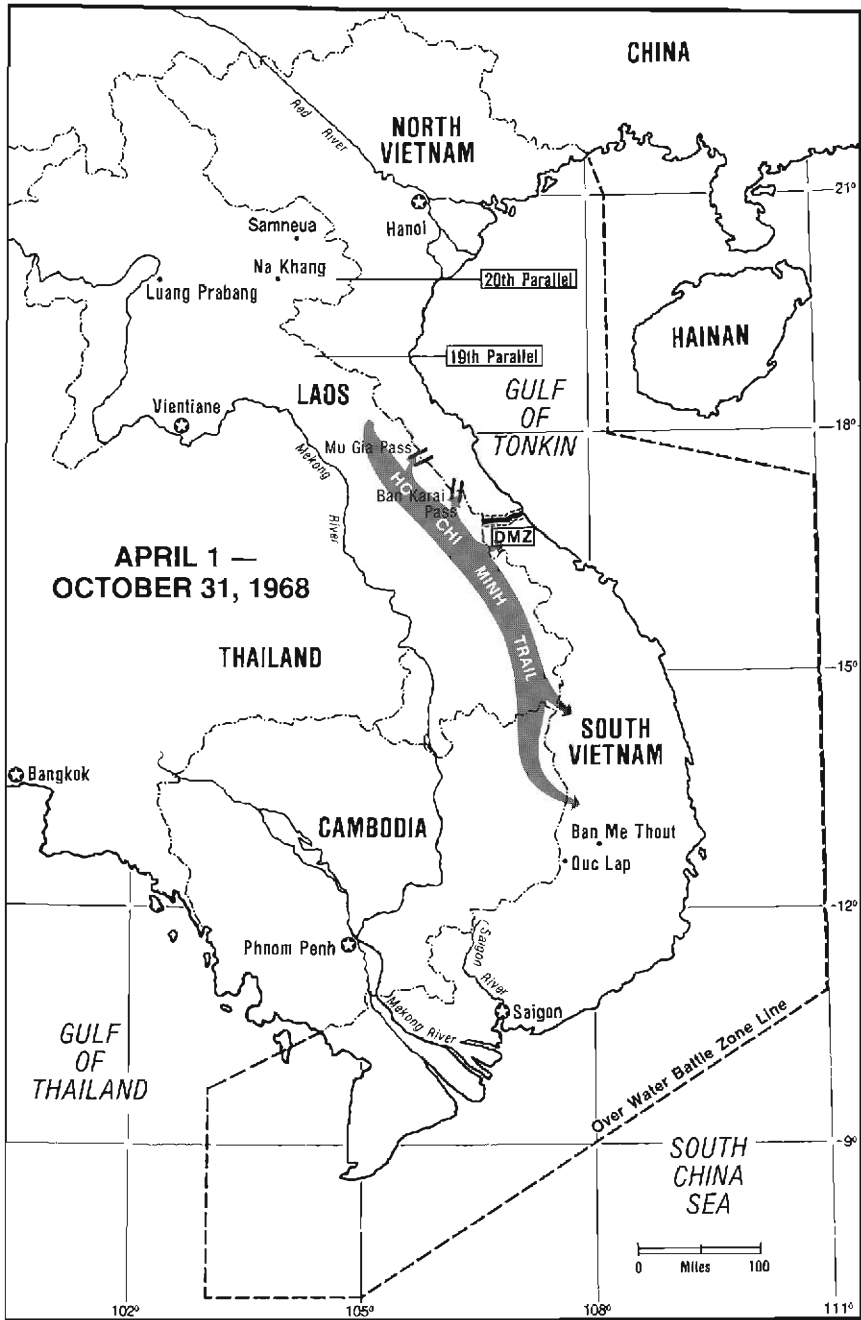 CHINA
Red River
NORTH
VIETNAM
21°
Hanoi
Samneua
Na Khang
Luang Prabang
20th Parallel
HAINAN
19th Parallel
LAOS
GULF
OF
TONKIN
18°
Vientiane
Mekong River
Mu Gia Pass
Ban Karai
Pass
HO CHI MINH TRAIL
DMZ
APRIL 1 —
OCTOBER 31, 1968
THAILAND
15°
SOUTH
VIETNAM
Bangkok
CAMBODIA
Ban Me Thout
Duc Lap
12°
Phnom Penh
Saigon River
Saigon
Mekong River
GULF
OF
THAILAND
Over Water Battle Zone Line
9°
SOUTH
CHINA
SEA
0 Miles 100
102° 105° 108° 111°